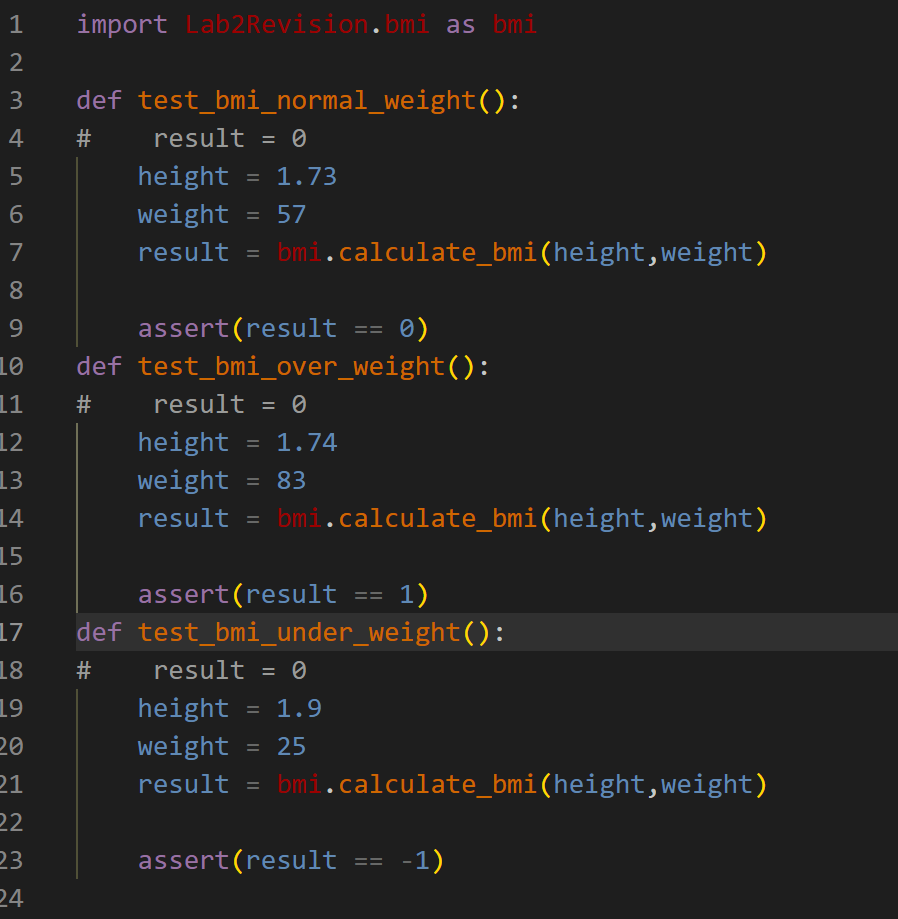 1 import Lab2Revision.bmi as bmi
2
3 def test_bmi_normal_weight():
4 #    result = 0
5     height = 1.73
6     weight = 57
7     result = bmi.calculate_bmi(height,weight)
8
9     assert(result == 0)
10 def test_bmi_over_weight():
11 #    result = 0
12     height = 1.74
13     weight = 83
14     result = bmi.calculate_bmi(height,weight)
15
16     assert(result == 1)
17 def test_bmi_under_weight():
18 #    result = 0
19     height = 1.9
20     weight = 25
21     result = bmi.calculate_bmi(height,weight)
22
23     assert(result == -1)
24